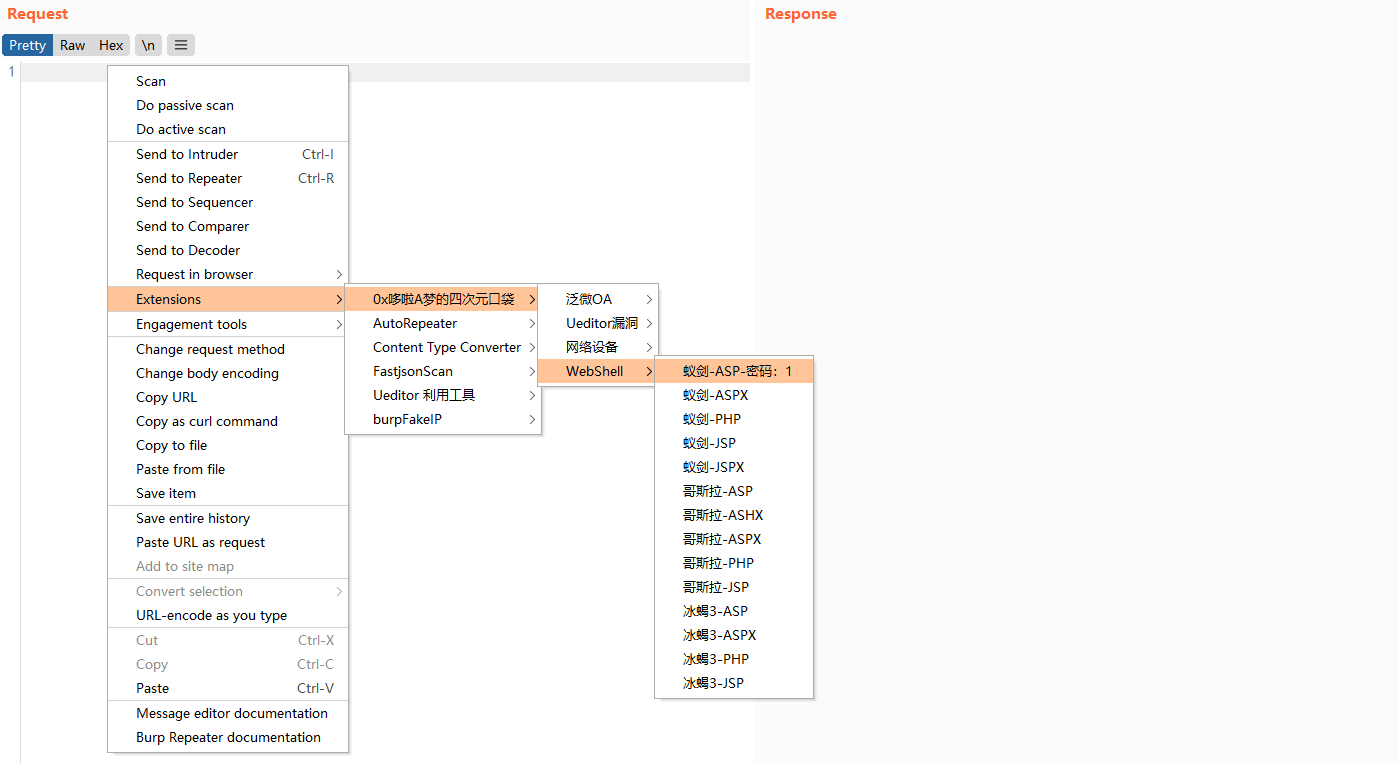 Request
Response
Pretty Raw Hex \n
1
Scan
Do passive scan
Do active scan
Send to Intruder Ctrl-I
Send to Repeater Ctrl-R
Send to Sequencer
Send to Comparer
Send to Decoder
Request in browser
Extensions
Engagement tools
Change request method
Change body encoding
Copy URL
Copy as curl command
Copy to file
Paste from file
Save item
Save entire history
Paste URL as request
Add to site map
Convert selection
URL-encode as you type
Cut Ctrl-X
Copy Ctrl-C
Paste Ctrl-V
Message editor documentation
Burp Repeater documentation
0x哆啦A梦的四次元口袋
AutoRepeater
Content Type Converter
FastjsonScan
Ueditor 利用工具
burpFakeIP
泛微OA
Ueditor漏洞
网络设备
WebShell
蚁剑-ASP-密码：1
蚁剑-ASPX
蚁剑-PHP
蚁剑-JSP
蚁剑-JSPX
哥斯拉-ASP
哥斯拉-ASHX
哥斯拉-ASPX
哥斯拉-PHP
哥斯拉-JSP
冰蝎3-ASP
冰蝎3-ASPX
冰蝎3-PHP
冰蝎3-JSP